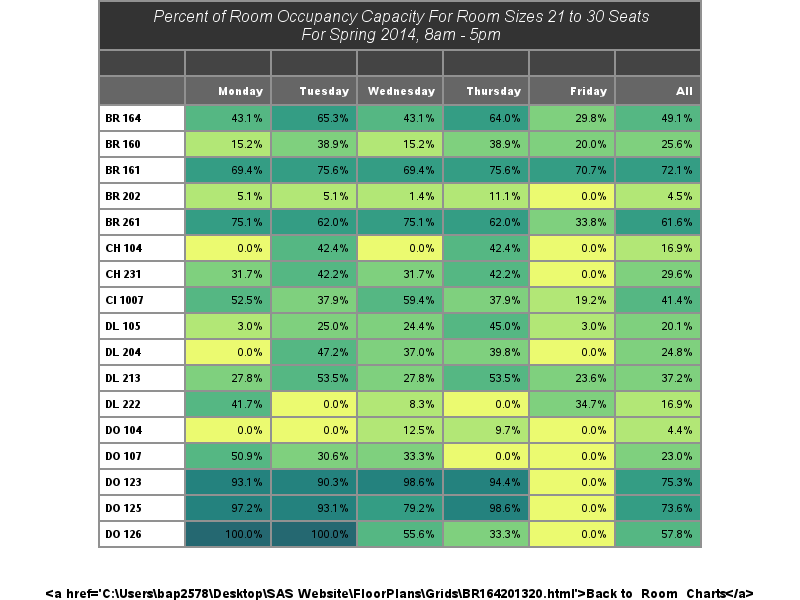 Percent of Room Occupancy Capacity For Room Sizes 21 to 30 Seats
For Spring 2014, 8am - 5pm
Monday Tuesday Wednesday Thursday Friday All
BR 164 43.1% 65.3% 43.1% 64.0% 29.8% 49.1%
BR 160 15.2% 38.9% 15.2% 38.9% 20.0% 25.6%
BR 161 69.4% 75.6% 69.4% 75.6% 70.7% 72.1%
BR 202 5.1% 5.1% 1.4% 11.1% 0.0% 4.5%
BR 261 75.1% 62.0% 75.1% 62.0% 33.8% 61.6%
CH 104 0.0% 42.4% 0.0% 42.4% 0.0% 16.9%
CH 231 31.7% 42.2% 31.7% 42.2% 0.0% 29.6%
CI 1007 52.5% 37.9% 59.4% 37.9% 19.2% 41.4%
DL 105 3.0% 25.0% 24.4% 45.0% 3.0% 20.1%
DL 204 0.0% 47.2% 37.0% 39.8% 0.0% 24.8%
DL 213 27.8% 53.5% 27.8% 53.5% 23.6% 37.2%
DL 222 41.7% 0.0% 8.3% 0.0% 34.7% 16.9%
DO 104 0.0% 0.0% 12.5% 9.7% 0.0% 4.4%
DO 107 50.9% 30.6% 33.3% 0.0% 0.0% 23.0%
DO 123 93.1% 90.3% 98.6% 94.4% 0.0% 75.3%
DO 125 97.2% 93.1% 79.2% 98.6% 0.0% 73.6%
DO 126 100.0% 100.0% 55.6% 33.3% 0.0% 57.8%
<a href='C:\Users\bap2578\Desktop\SAS Website\FloorPlans\Grids\BR164201320.html'>Back to Room Charts</a>